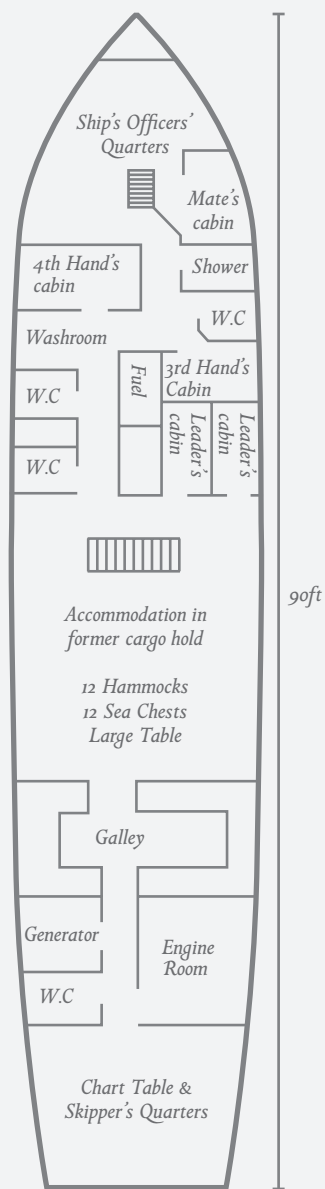 Ship's Officers'
Quarters
Mate's
cabin
4th Hand's
cabin
Shower
W.C
Washroom
Fuel
3rd Hand's
Cabin
W.C
Leader's
cabin
Leader's
cabin
W.C
90ft
Accommodation in
former cargo hold
12 Hammocks
12 Sea Chests
Large Table
Galley
Generator
Engine
Room
W.C
Chart Table &
Skipper's Quarters